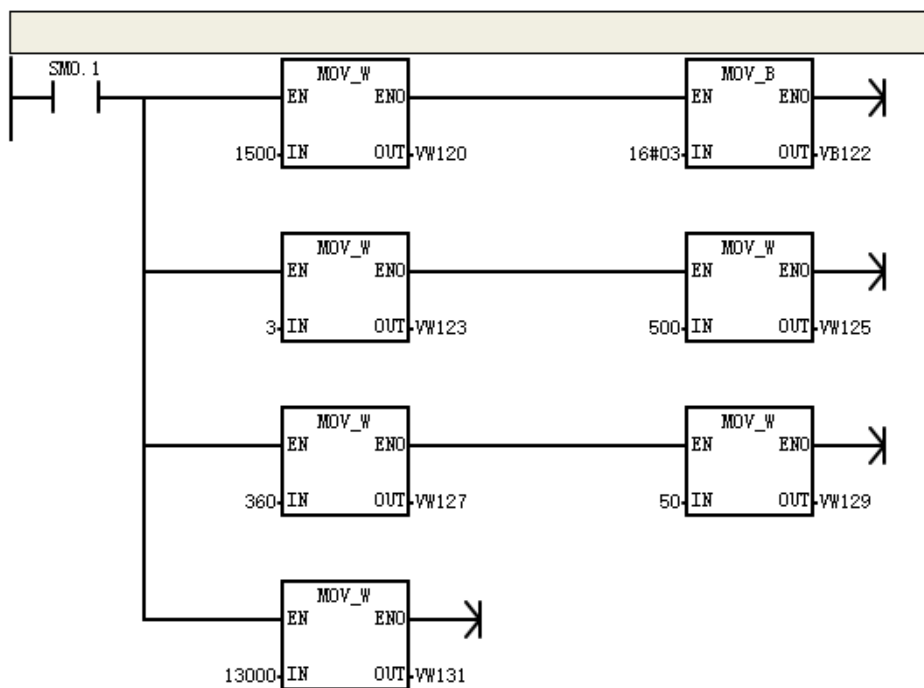 SM0.1
MOV_W MOV_B
EN ENO EN ENO
1500 IN OUT VW120 16#03 IN OUT VB122
MOV_W MOV_W
EN ENO EN ENO
3 IN OUT VW123 500 IN OUT VW125
MOV_W MOV_W
EN ENO EN ENO
360 IN OUT VW127 50 IN OUT VW129
MOV_W
EN ENO
13000 IN OUT VW131